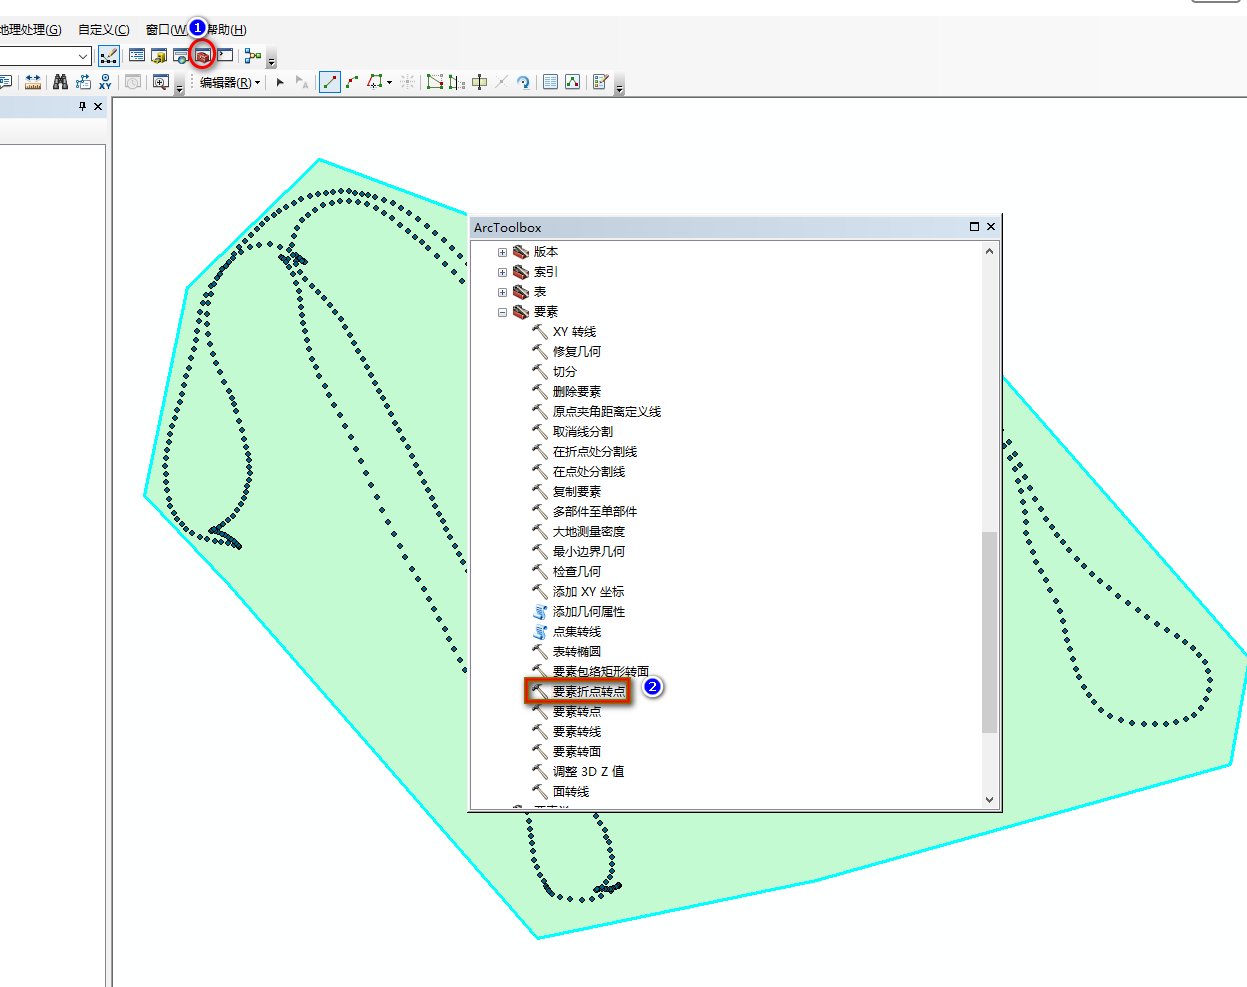 地理处理(G) 自定义(C) 窗口(W 1 帮助(H)
XY 编辑器(R)
ArcToolbox
版本
索引
表
要素
XY 转线
修复几何
切分
删除要素
原点夹角距离定义线
取消线分割
在折点处分割线
在点处分割线
复制要素
多部件至单部件
大地测量密度
最小边界几何
检查几何
添加 XY 坐标
添加几何属性
点集转线
表转椭圆
要素包络矩形转面
要素折点转点 2
要素转点
要素转线
要素转面
调整 3D Z 值
面转线